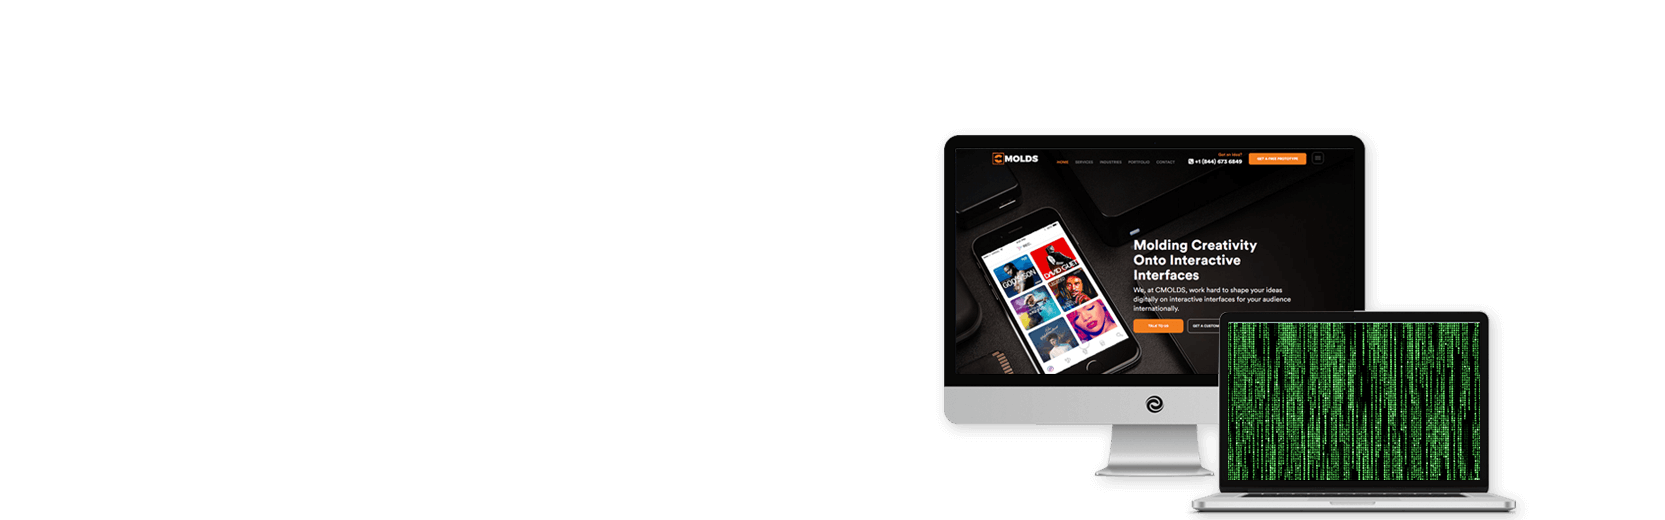 CMOLDS
HOME SERVICES INDUSTRIES PORTFOLIO CONTACT
Got an Idea?
+1 (844) 673 6849
GET A FREE PROTOTYPE
DAVID GUETTA
Molding Creativity
Onto Interactive
Interfaces
We, at CMOLDS, work hard to shape your ideas
digitally on interactive interfaces for your audience
internationally.
TALK TO US
GET A CUSTOM